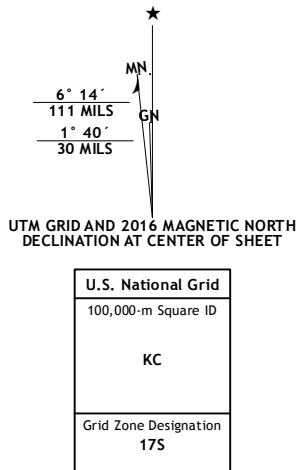 ★
MN
6° 14´
111 MILS
GN
1° 40´
30 MILS
UTM GRID AND 2016 MAGNETIC NORTH
DECLINATION AT CENTER OF SHEET
U.S. National Grid
100,000-m Square ID
KC
Grid Zone Designation
17S